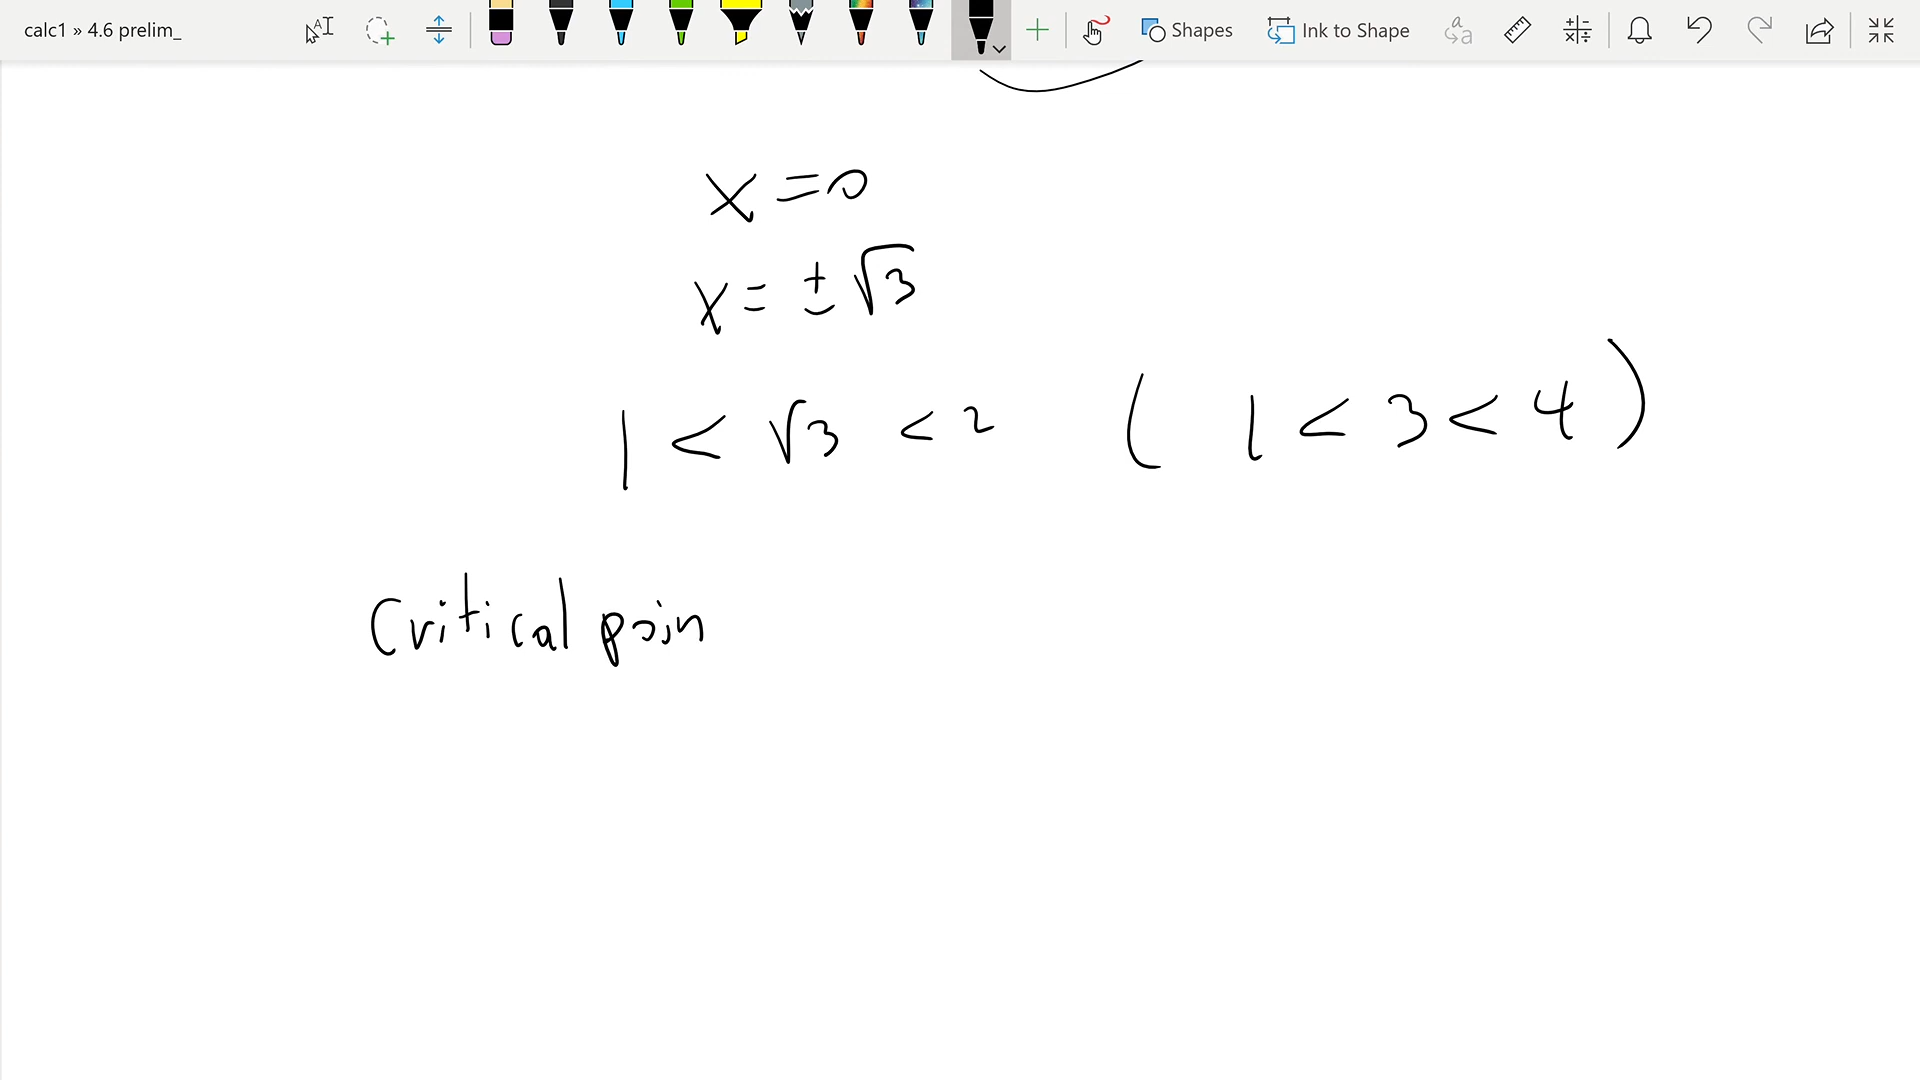 calc1 » 4.6 prelim_ Shapes Ink to Shape
x = 0
x = ± √3
1 < √3 < 2 ( 1 < 3 < 4 )
Critical poin